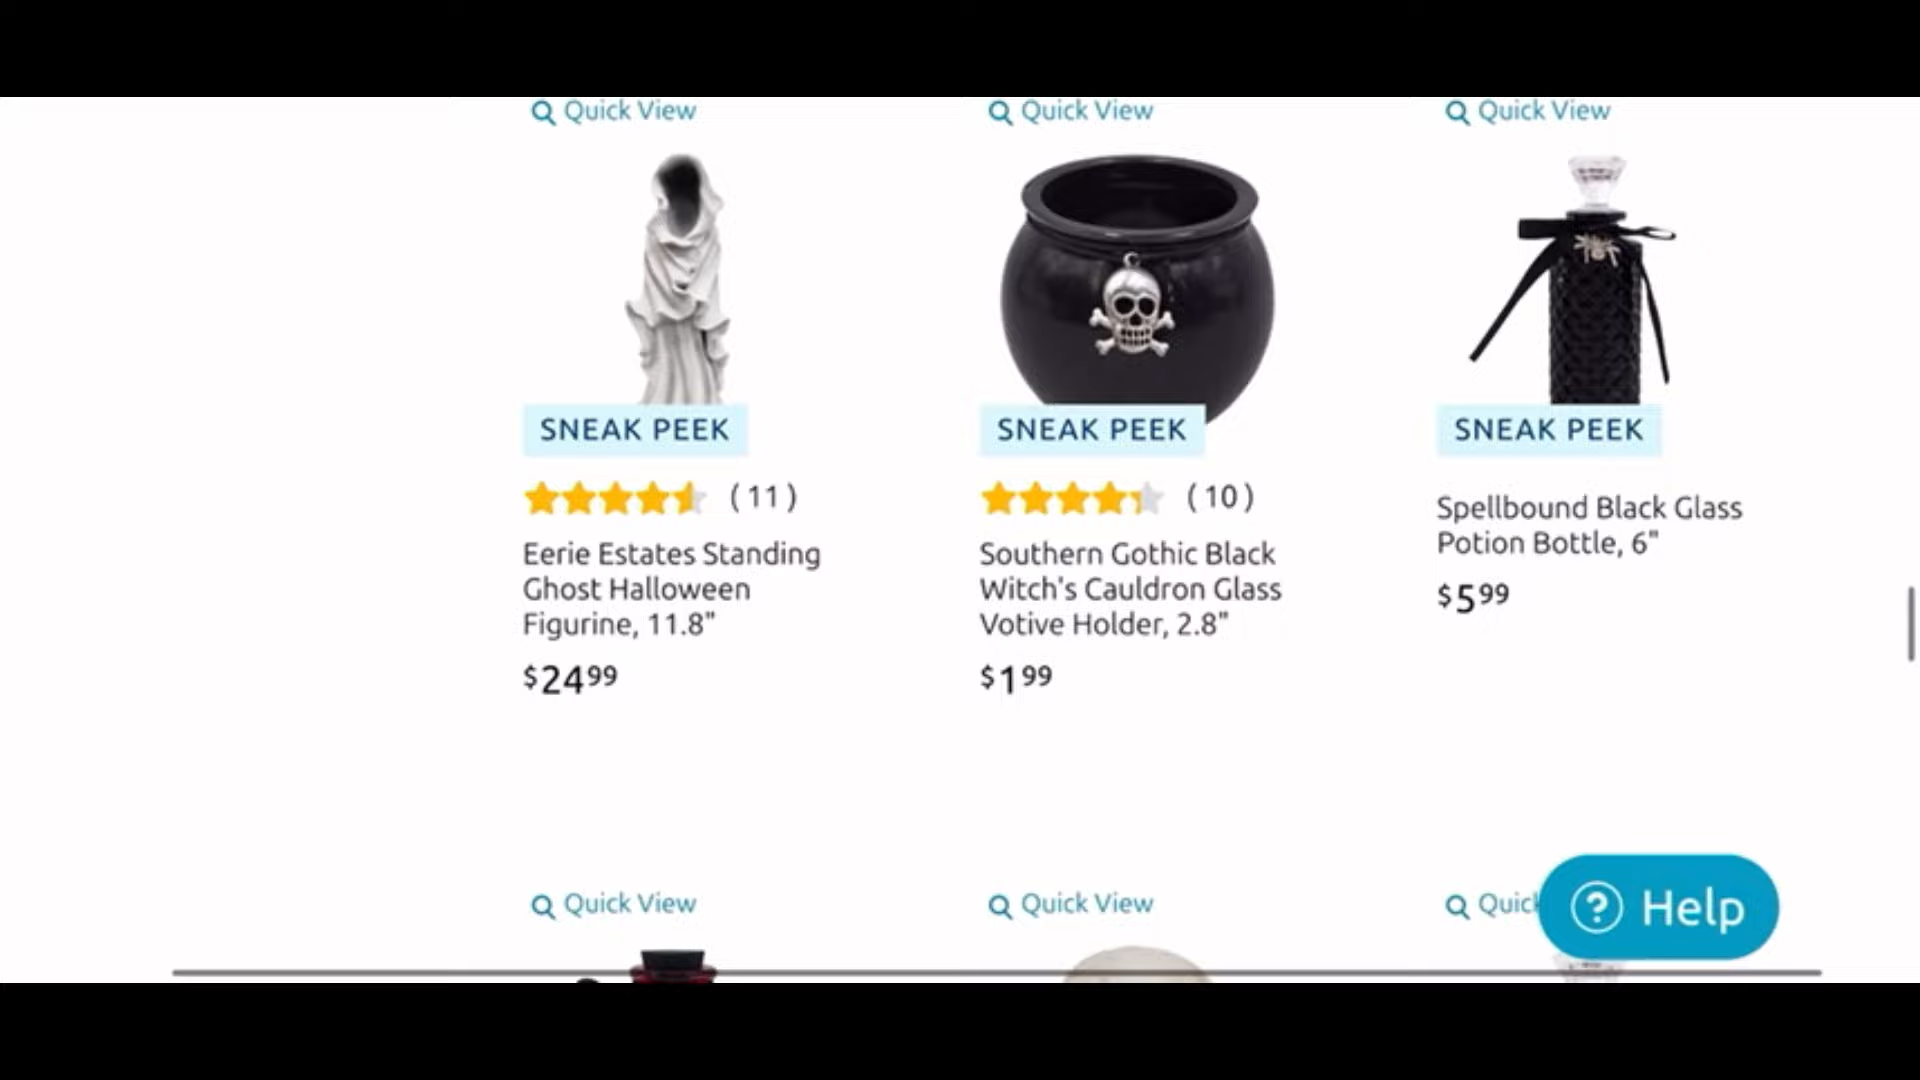 Quick View
Quick View
Quick View
SNEAK PEEK
SNEAK PEEK
SNEAK PEEK
(11)
Eerie Estates Standing
Ghost Halloween
Figurine, 11.8"
$24.99
(10)
Southern Gothic Black
Witch's Cauldron Glass
Votive Holder, 2.8"
$1.99
Spellbound Black Glass
Potion Bottle, 6"
$5.99
Quick View
Quick View
Quick
? Help